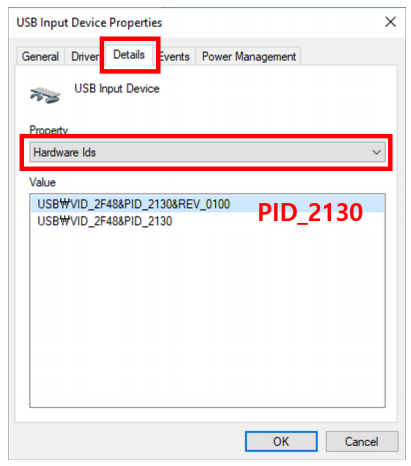 USB Input Device Properties
General Driver Details Events Power Management
USB Input Device
Property
Hardware Ids
Value
USB₩VID_2F48&PID_2130&REV_0100
USB₩VID_2F48&PID_2130
PID_2130
OK Cancel